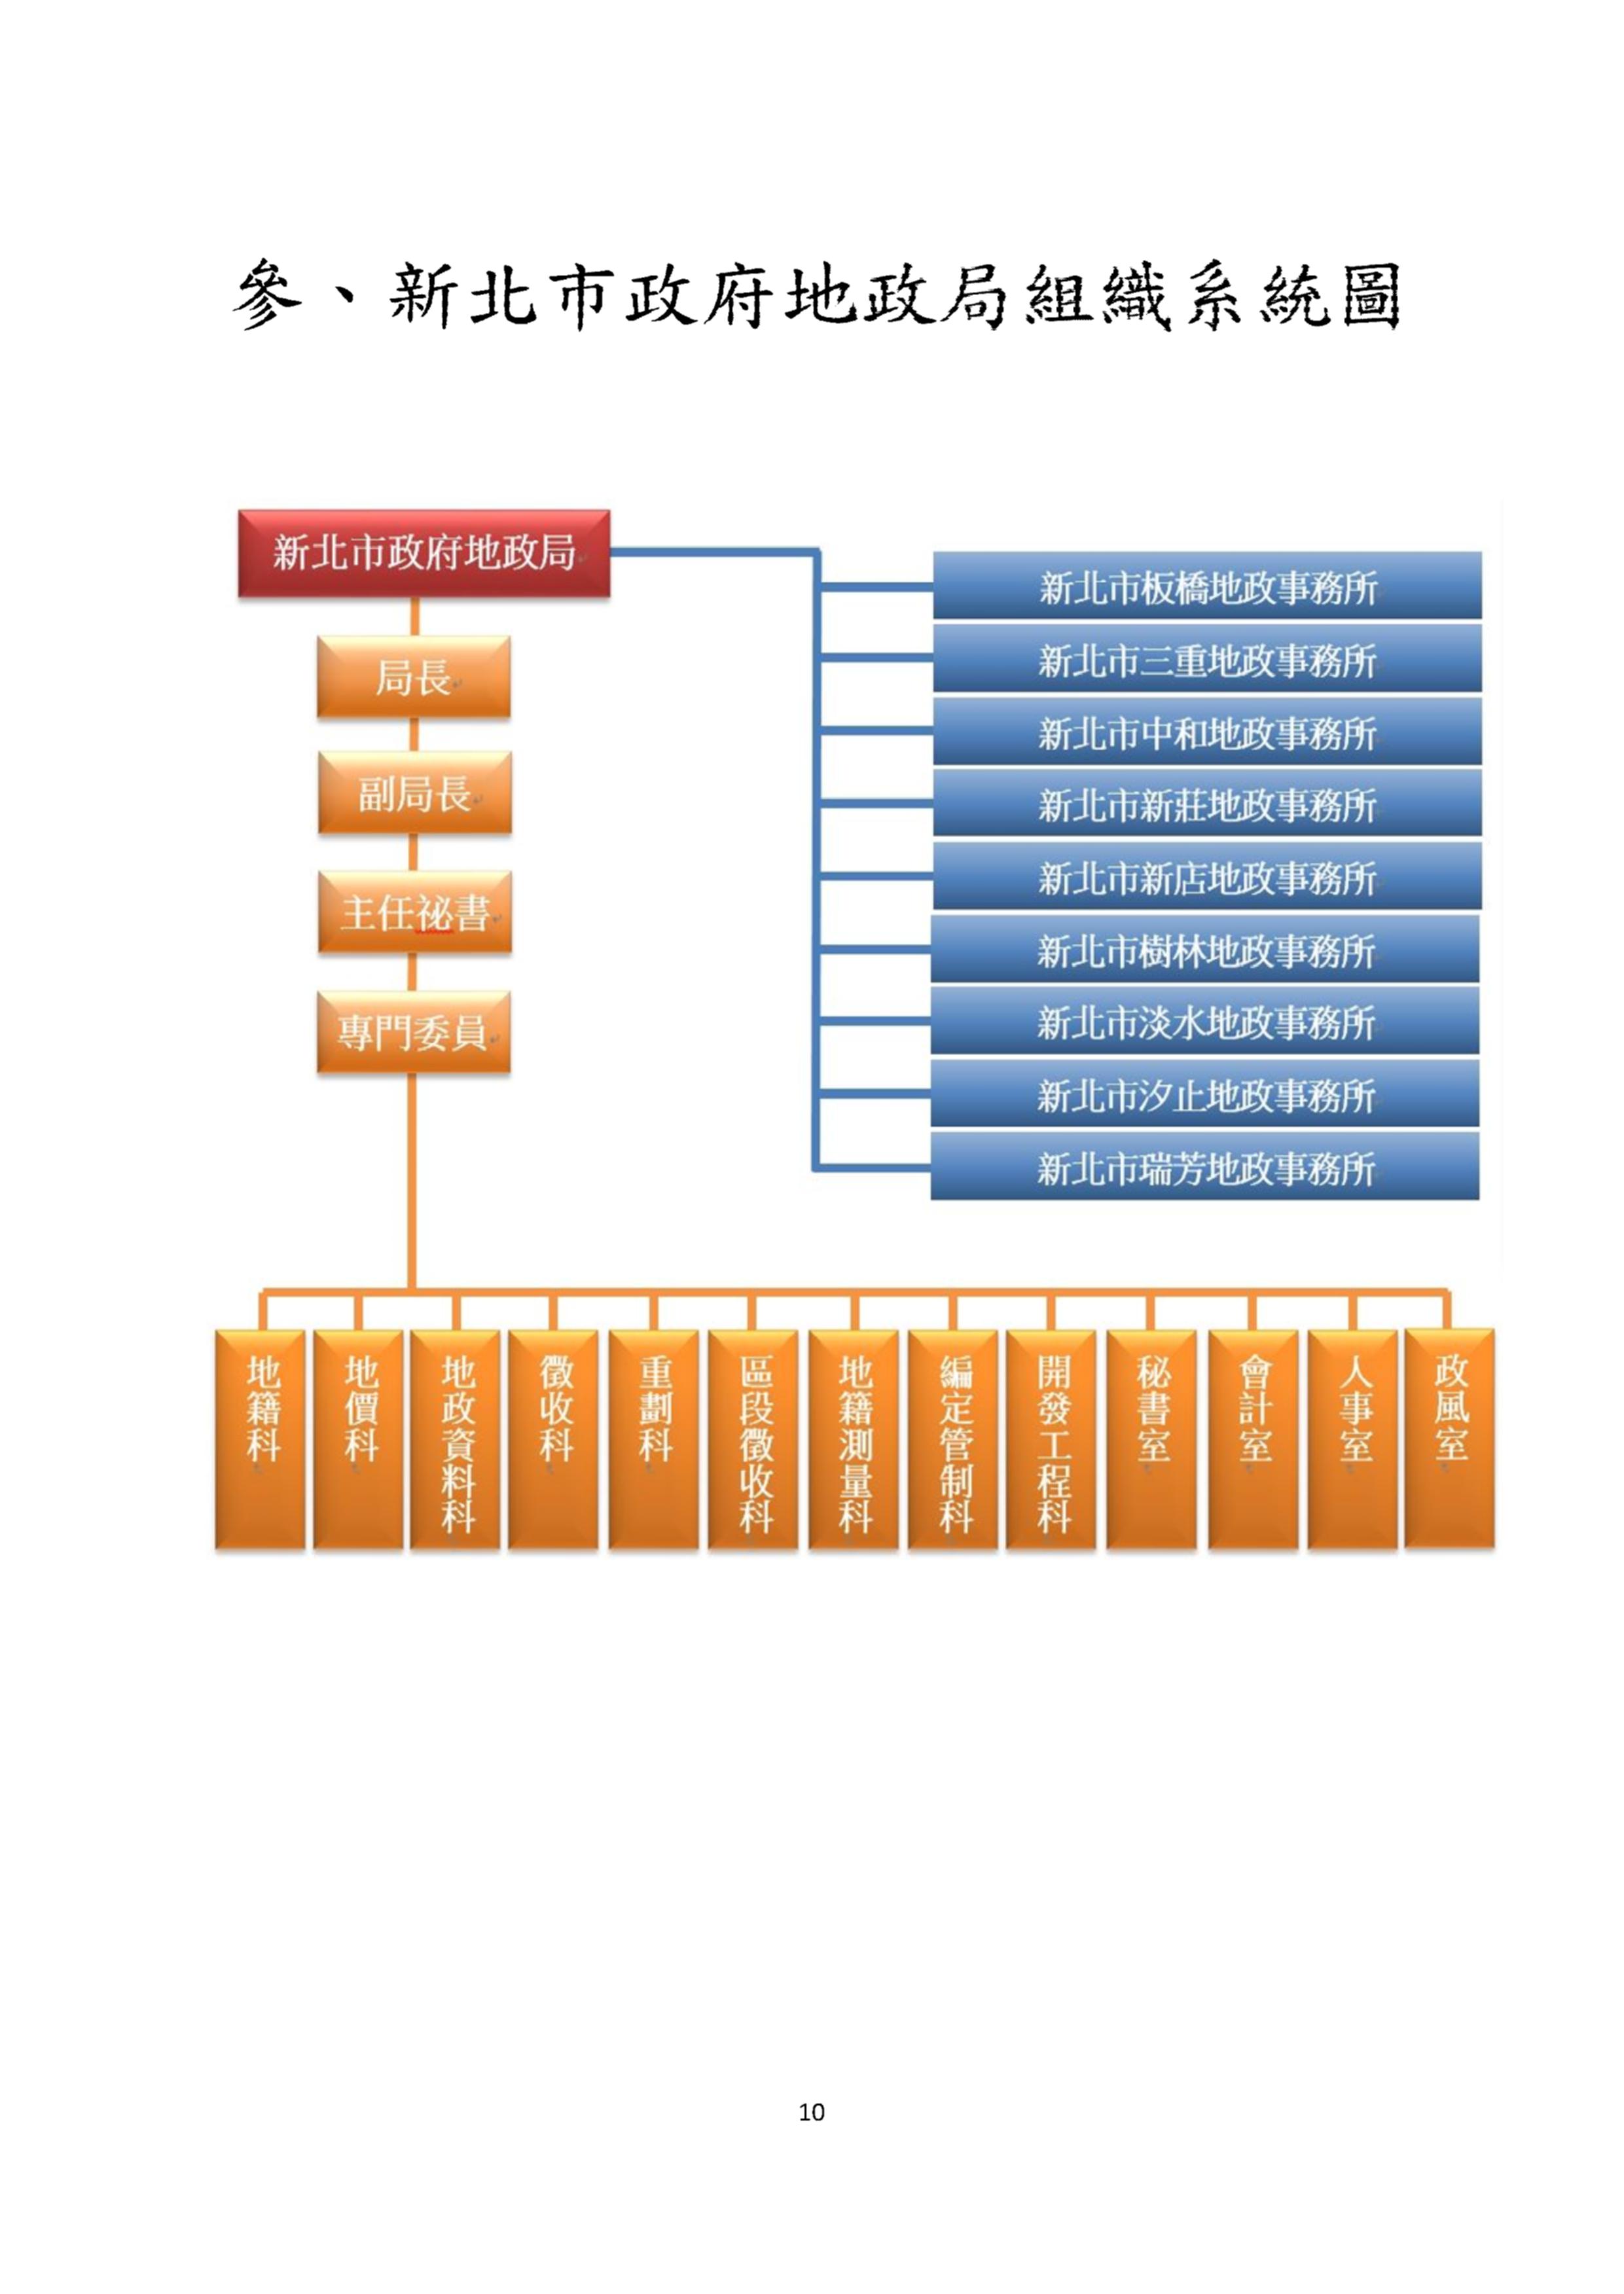 參、新北市政府地政局組織系統圖
新北市政府地政局
局長
副局長
主任祕書
專門委員
新北市板橋地政事務所
新北市三重地政事務所
新北市中和地政事務所
新北市新莊地政事務所
新北市新店地政事務所
新北市樹林地政事務所
新北市淡水地政事務所
新北市汐止地政事務所
新北市瑞芳地政事務所
地籍科
地價科
地政資料科
徵收科
重劃科
區段徵收科
地籍測量科
編定管制科
開發工程科
秘書室
會計室
人事室
政風室
10